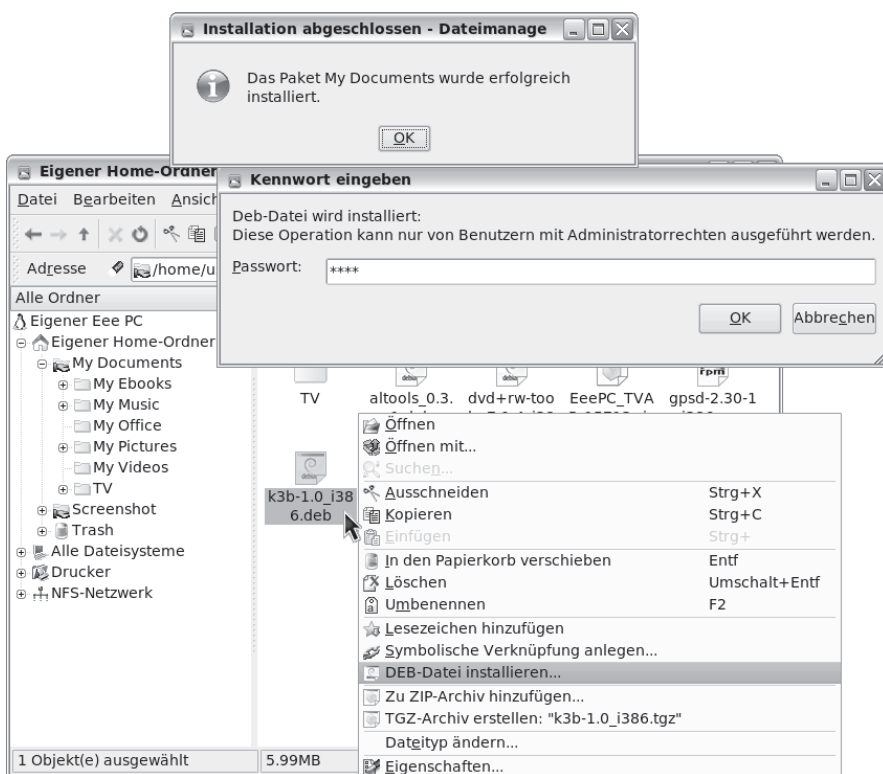 Installation abgeschlossen - Dateimanage
Das Paket My Documents wurde erfolgreich
installiert.
OK
Eigener Home-Ordner
Datei Bearbeiten Ansich
Adresse /home/u
Alle Ordner
Eigener Eee PC
Eigener Home-Ordner
My Documents
My Ebooks
My Music
My Office
My Pictures
My Videos
TV
Screenshot
Trash
Alle Dateisysteme
Drucker
NFS-Netzwerk
1 Objekt(e) ausgewählt
5.99MB
Kennwort eingeben
Deb-Datei wird installiert:
Diese Operation kann nur von Benutzern mit Administratorrechten ausgeführt werden.
Passwort: ****
OK Abbrechen
rpm
TV altools_0.3. dvd+rw-too EeePC_TVA gpsd-2.30-1
k3b-1.0_i38
6.deb
Öffnen
Öffnen mit...
Suchen...
Ausschneiden Strg+X
Kopieren Strg+C
Einfügen Strg+
In den Papierkorb verschieben Entf
Löschen Umschalt+Entf
Umbenennen F2
Lesezeichen hinzufügen
Symbolische Verknüpfung anlegen...
DEB-Datei installieren...
Zu ZIP-Archiv hinzufügen...
TGZ-Archiv erstellen: "k3b-1.0_i386.tgz"
Dateityp ändern...
Eigenschaften...